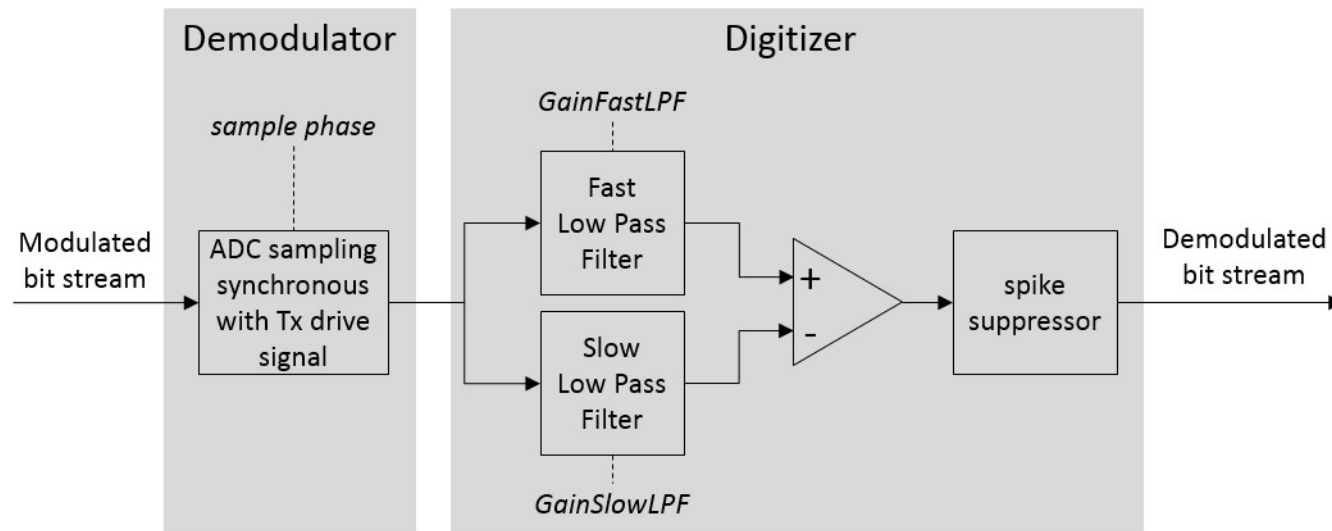 Demodulator
Digitizer
sample phase
GainFastLPF
Modulated
bit stream
ADC sampling
synchronous
with Tx drive
signal
Fast
Low Pass
Filter
Slow
Low Pass
Filter
GainSlowLPF
+
-
spike
suppressor
Demodulated
bit stream